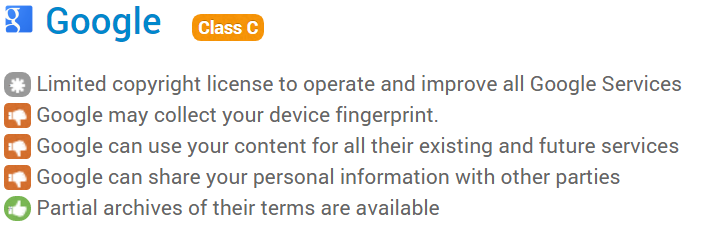 Google Class C
Limited copyright license to operate and improve all Google Services
Google may collect your device fingerprint.
Google can use your content for all their existing and future services
Google can share your personal information with other parties
Partial archives of their terms are available